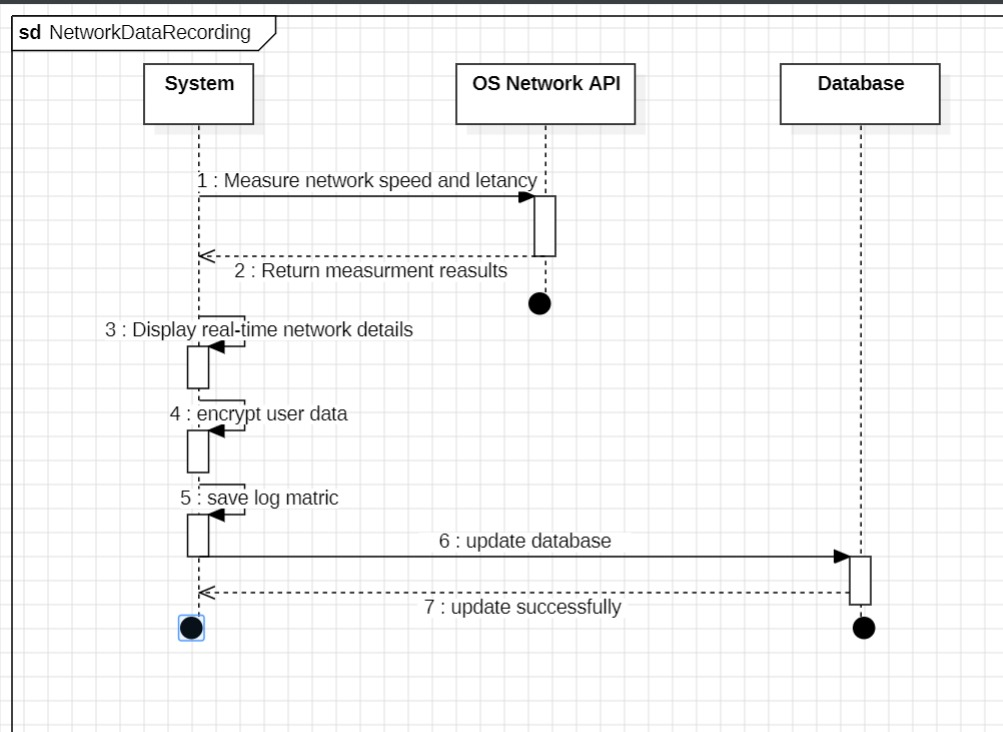 sd NetworkDataRecording
System
OS Network API
Database
1 : Measure network speed and letancy
2 : Return measurment reasults
3 : Display real-time network details
4 : encrypt user data
5 : save log matric
6 : update database
7 : update successfully